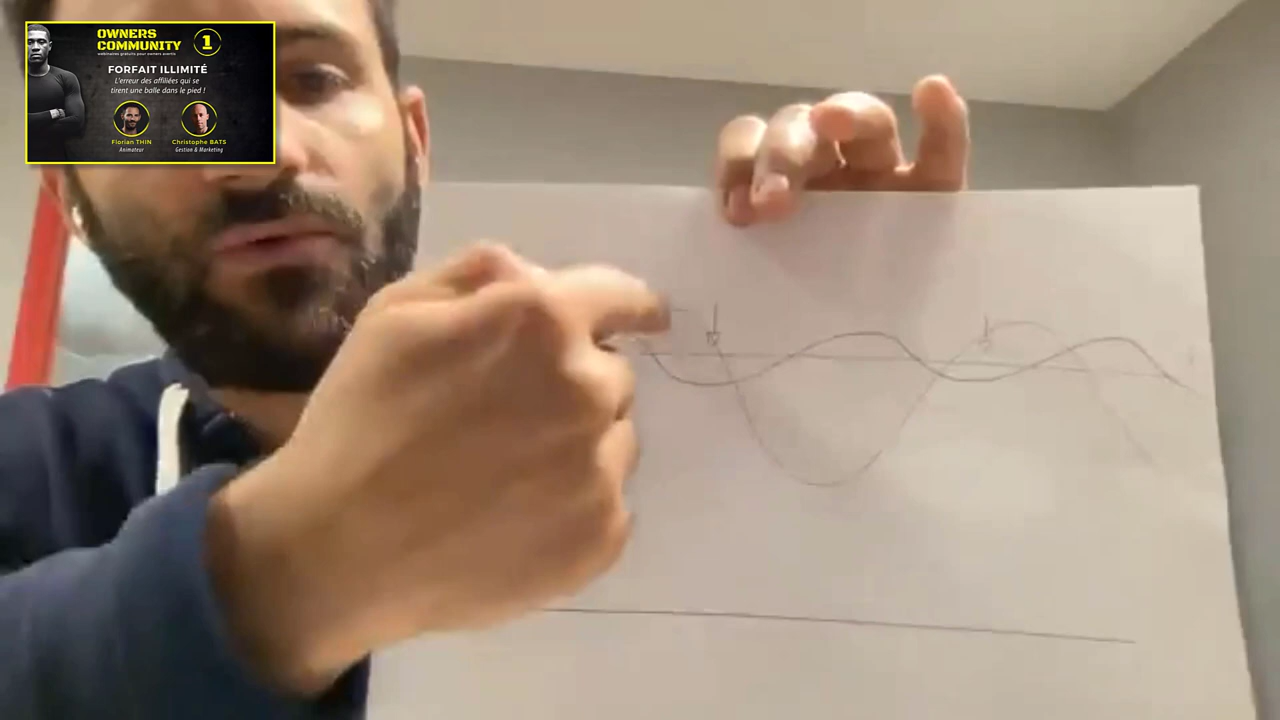 OWNERS
COMMUNITY
1
webinaires gratuits pour owners avertis
FORFAIT ILLIMITÉ
L'erreur des affiliées qui se
tirent une balle dans le pied !
Florian THIN
Animateur
Christophe BATS
Gestion & Marketing